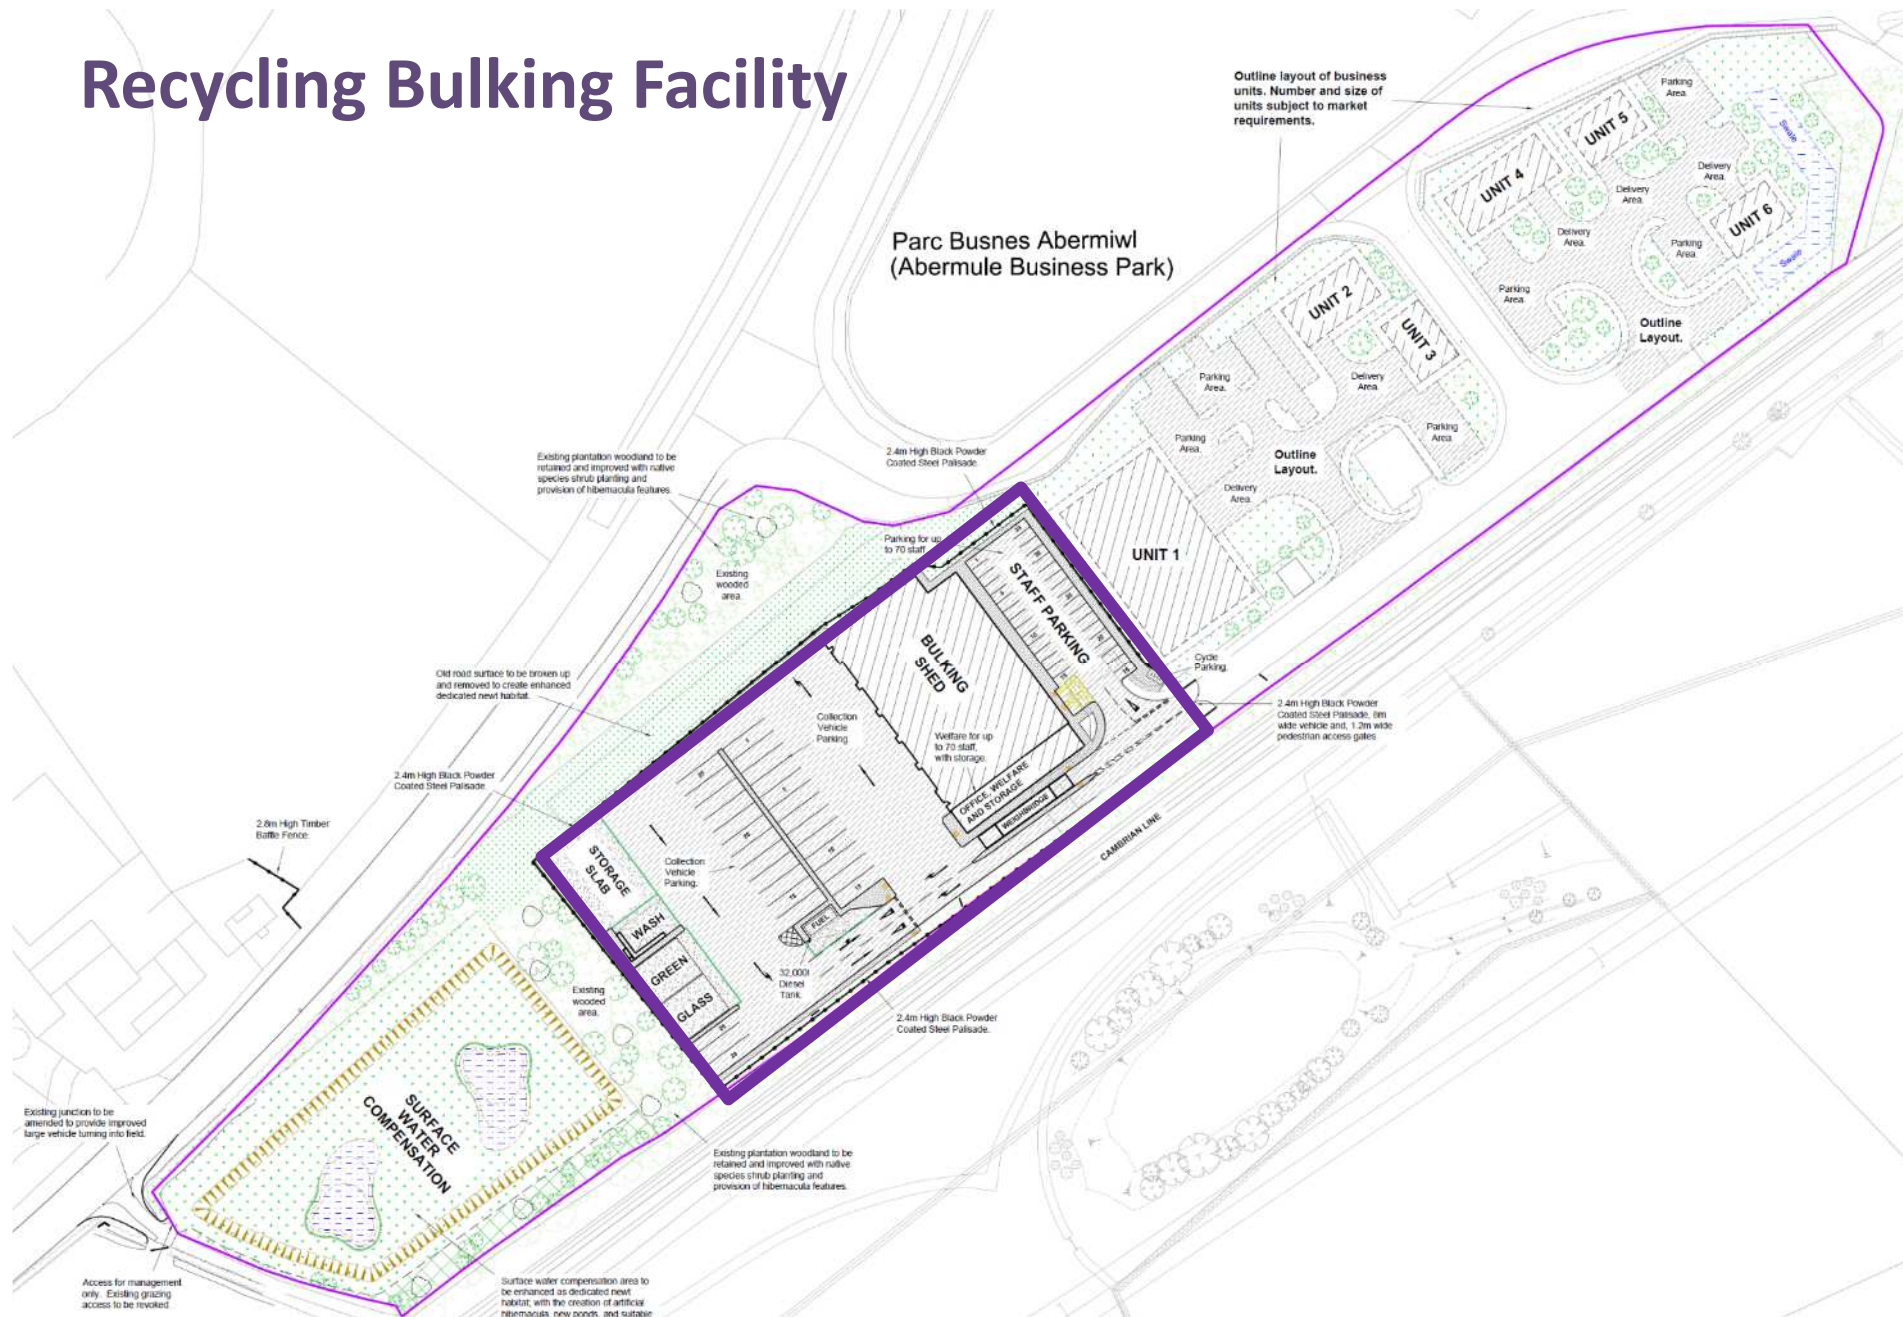 Recycling Bulking Facility
Outline layout of business
units. Number and size of
units subject to market
requirements.
Parking
Area.
UNIT 5
Swale
UNIT 4
Delivery
Area.
Delivery
Area.
UNIT 6
Delivery
Area.
Parking
Area.
Swale
Parking
Area.
Outline
Layout.
Parc Busnes Abermiwl
(Abermule Business Park)
UNIT 2
UNIT 3
Parking
Area.
Delivery
Area.
Parking
Area.
Parking
Area.
Outline
Layout.
Delivery
Area.
UNIT 1
2.4m High Black Powder
Coated Steel Palisade.
Existing plantation woodland to be
retained and improved with native
species shrub planting and
provision of hibernacula features.
Parking for up
to 70 staff.
Existing
wooded
area.
STAFF PARKING
BULKING
SHED
Cycle
Parking.
Old road surface to be broken up
and removed to create enhanced
dedicated newt habitat.
2.4m High Black Powder
Coated Steel Palisade, 8m
wide vehicle and, 1.2m wide
pedestrian access gates.
Collection
Vehicle
Parking.
Welfare for up
to 70 staff,
with storage.
OFFICE, WELFARE
AND STORAGE
WEIGHBRIDGE
CAMBRIAN LINE
2.4m High Black Powder
Coated Steel Palisade.
2.8m High Timber
Baffle Fence.
STORAGE
SLAB
Collection
Vehicle
Parking.
WASH
FUEL
GREEN
GLASS
32,000l
Diesel
Tank.
Existing
wooded
area.
2.4m High Black Powder
Coated Steel Palisade.
SURFACE
WATER
COMPENSATION
Existing junction to be
amended to provide improved
large vehicle turning into field.
Existing plantation woodland to be
retained and improved with native
species shrub planting and
provision of hibernacula features.
Access for management
only. Existing grazing
access to be revoked
Surface water compensation area to
be enhanced as dedicated newt
habitat, with the creation of artificial
hibernacula, new ponds, and suitable